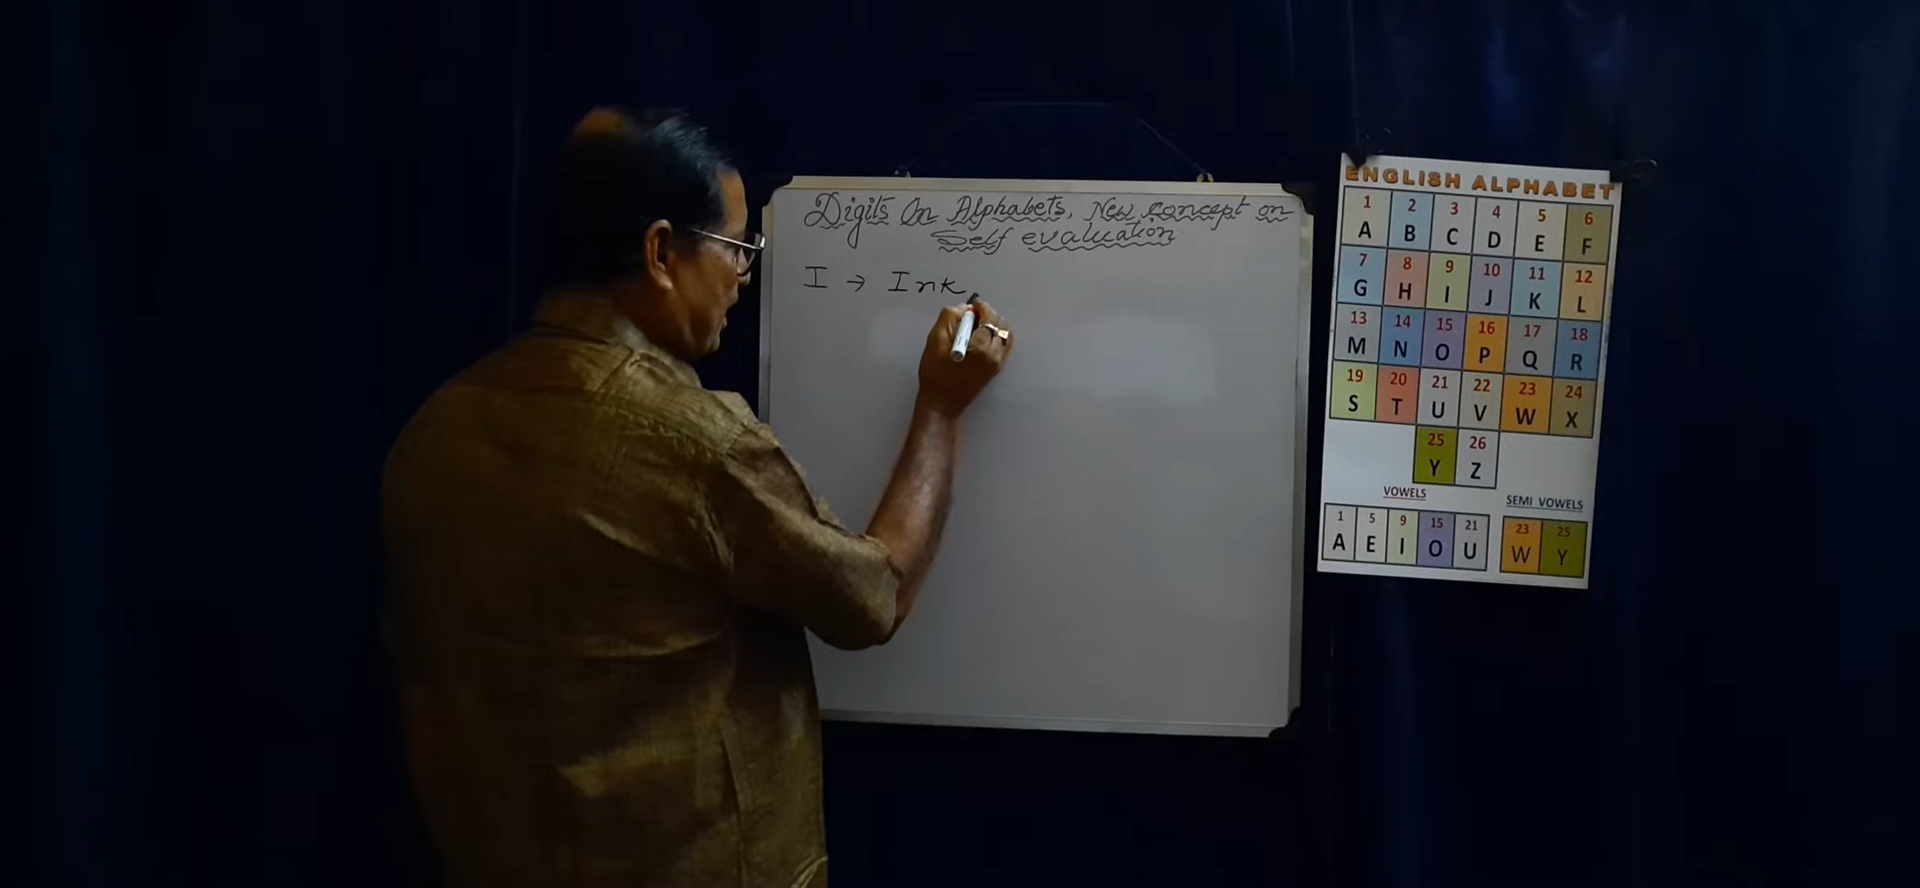 Digits On Alphabets, New concept on
Self evaluation
I → Ink,
ENGLISH ALPHABET
1 2 3 4 5 6
A B C D E F
7 8 9 10 11 12
G H I J K L
13 14 15 16 17 18
M N O P Q R
19 20 21 22 23 24
S T U V W X
25 26
Y Z
VOWELS
1 5 9 15 21
A E I O U
SEMI VOWELS
23 25
W Y